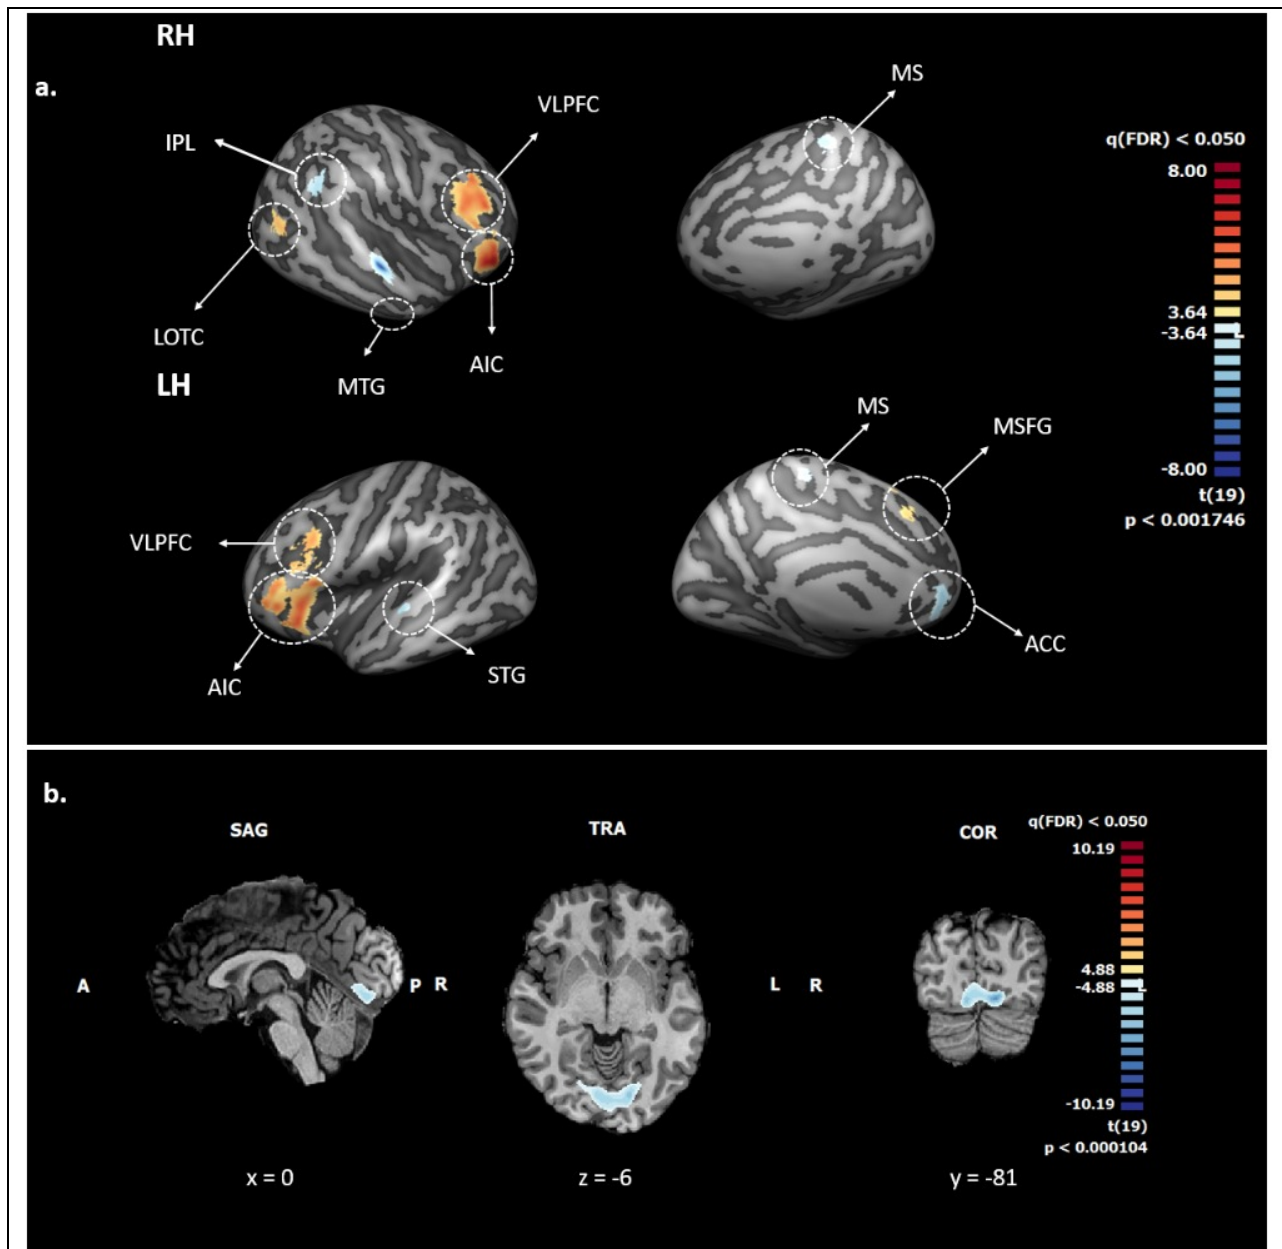 RH
a.
MS
VLPFC
IPL
q(FDR) < 0.050
8.00
3.64
-3.64
L
LOTC
AIC
MTG
LH
MS
MSFG
-8.00
t(19)
p < 0.001746
VLPFC
ACC
STG
AIC
b.
SAG
TRA
COR
q(FDR) < 0.050
10.19
4.88
-4.88
L
A
P
R
L
R
-10.19
t(19)
p < 0.000104
x = 0
z = -6
y = -81